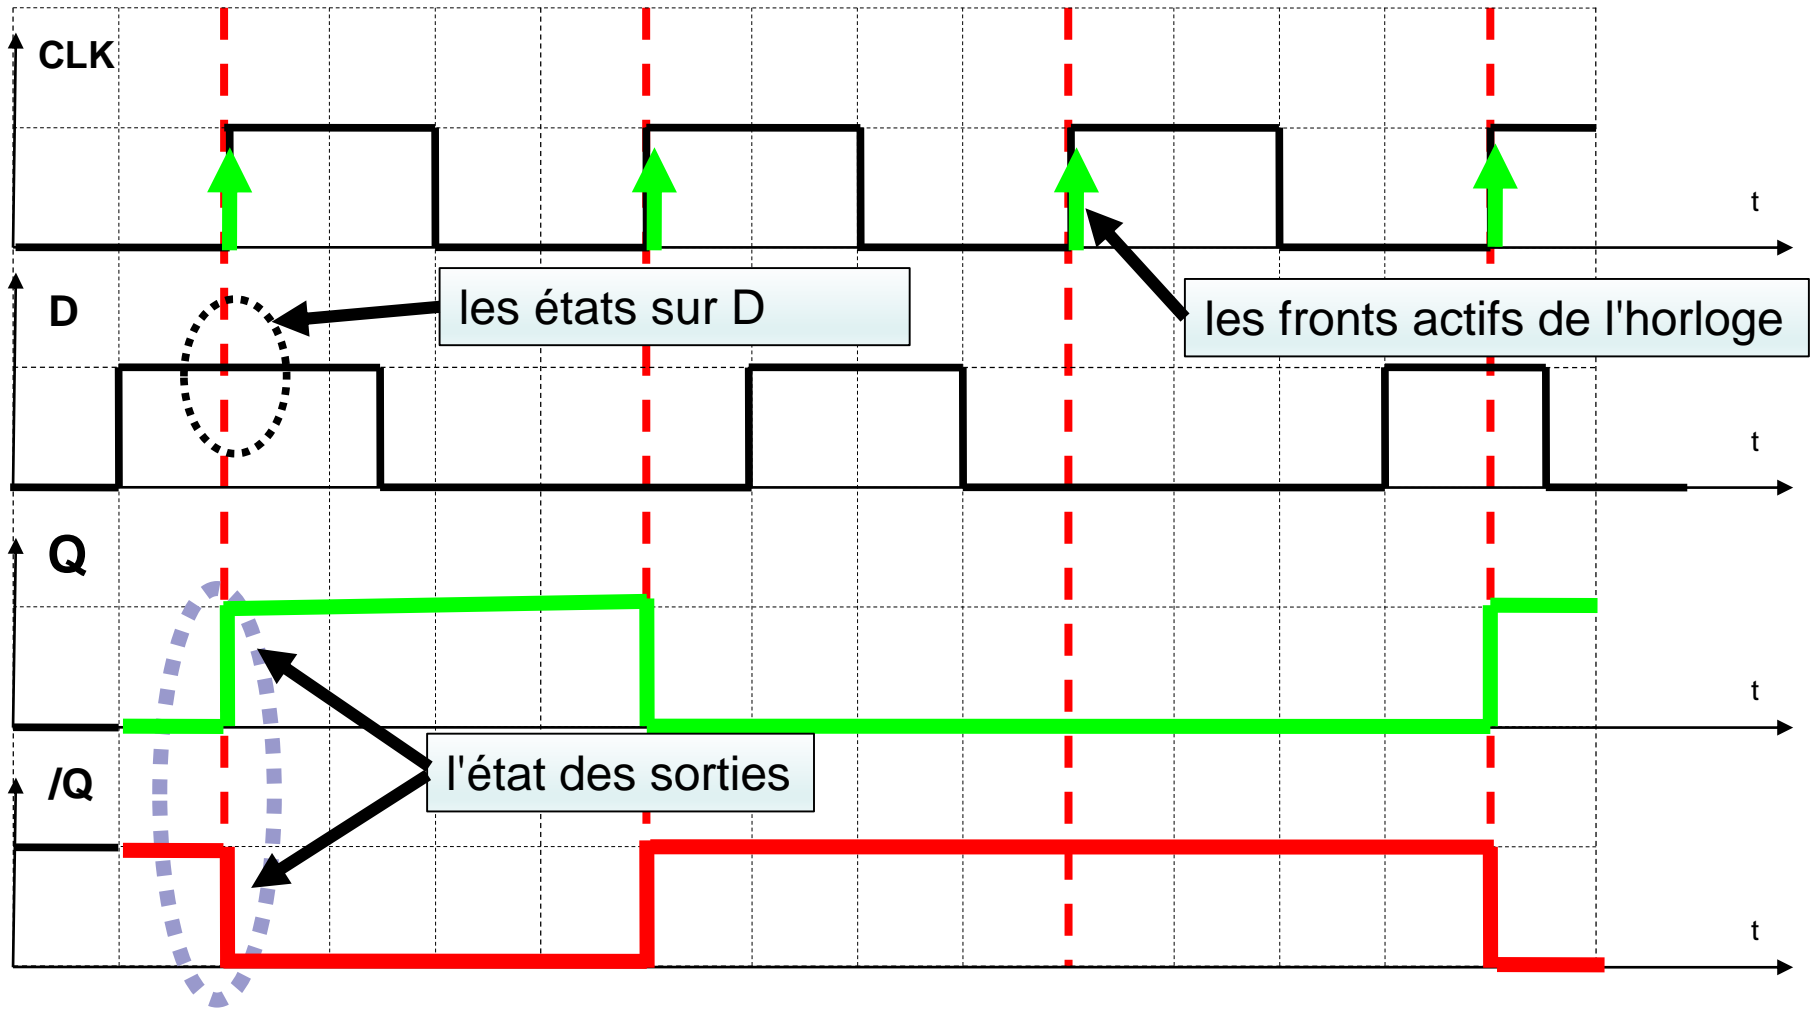 CLK
t
D
les états sur D
les fronts actifs de l'horloge
t
Q
t
l'état des sorties
/Q
t